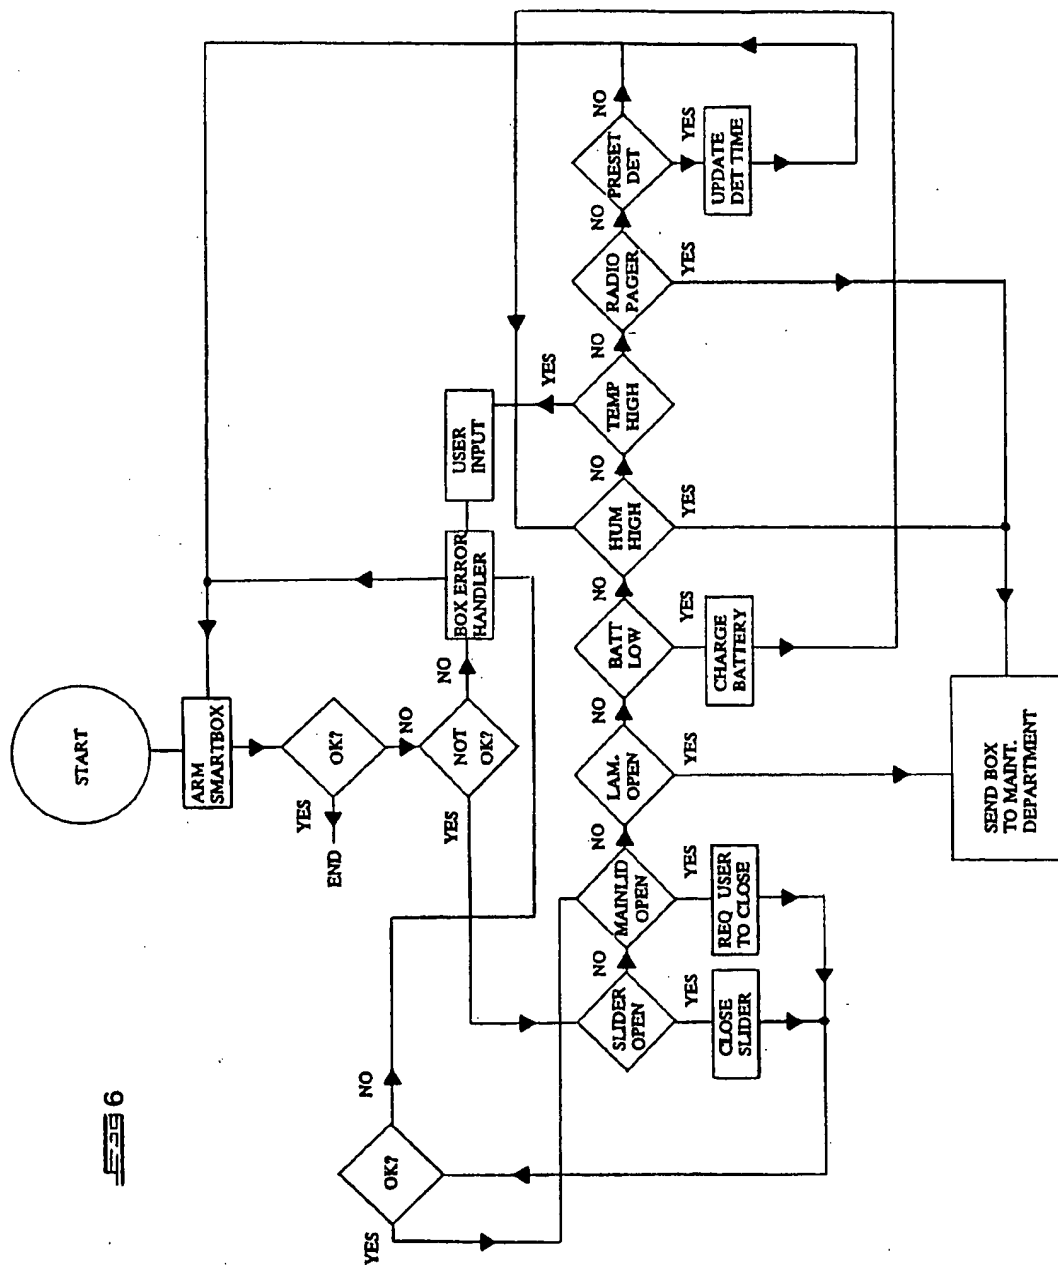 FIG 6
START
ARM
SMARTBOX
OK?
YES
END
NO
NOT
OK?
YES
NO
BOX ERROR
HANDLER
USER
INPUT
OK?
YES
NO
SLIDER
OPEN
NO
YES
CLOSE
SLIDER
MAINLID
OPEN
NO
YES
REQ USER
TO CLOSE
LAM.
OPEN
NO
YES
BATT
LOW
NO
YES
CHARGE
BATTERY
HUM
HIGH
NO
YES
TEMP
HIGH
YES
NO
RADIO
PAGER
NO
YES
PRESET
DET
NO
YES
UPDATE
DET TIME
SEND BOX
TO MAINT.
DEPARTMENT